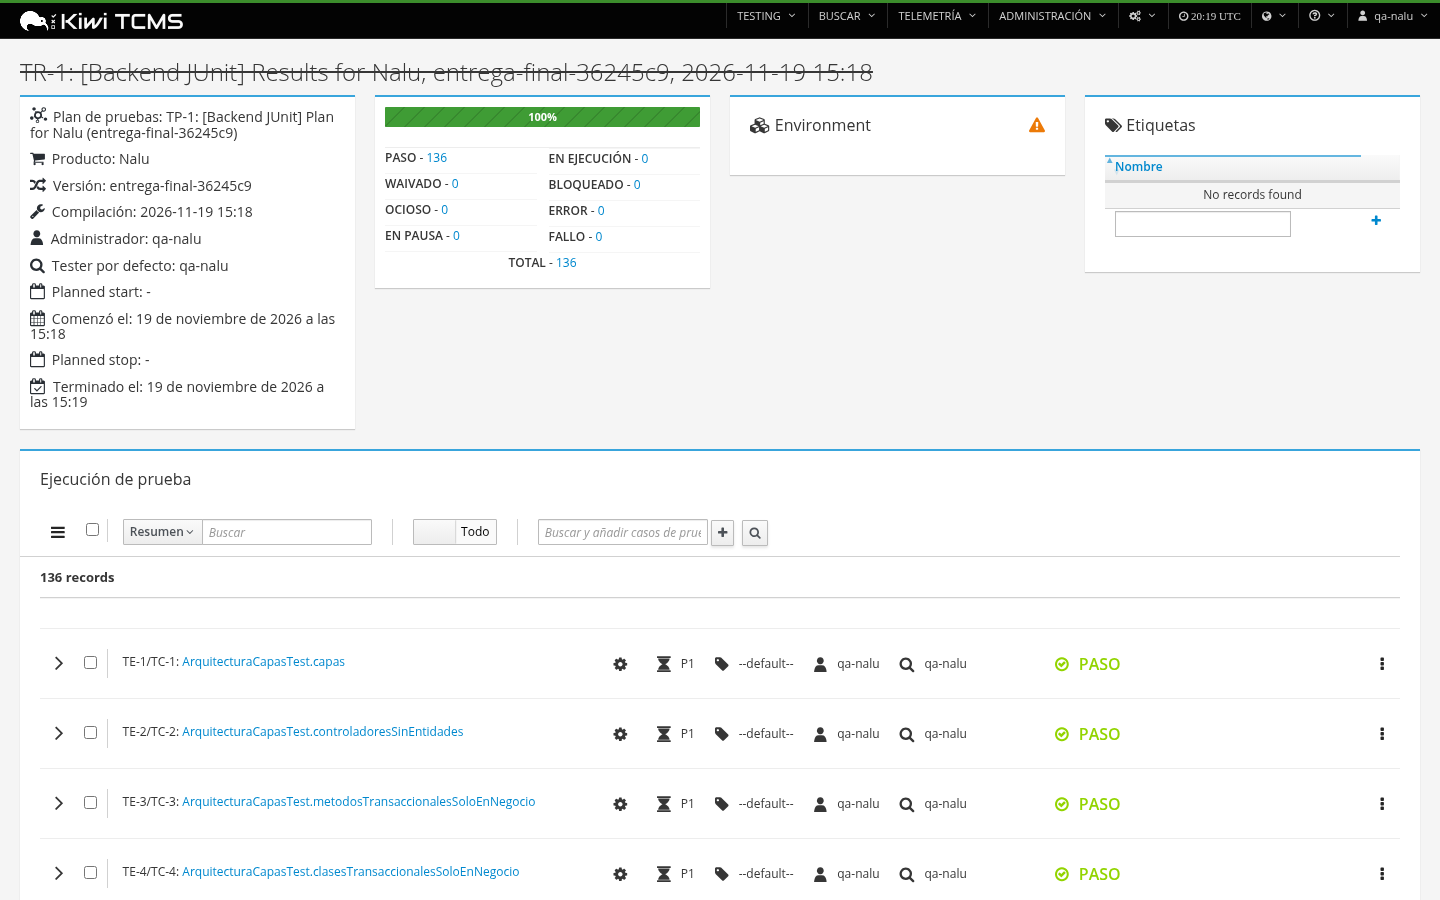 Kiwi TCMS
TESTING
BUSCAR
TELEMETRÍA
ADMINISTRACIÓN
20:19 UTC
qa-nalu
TR-1: [Backend JUnit] Results for Nalu, entrega-final-36245c9, 2026-11-19 15:18
Plan de pruebas: TP-1: [Backend JUnit] Plan
for Nalu (entrega-final-36245c9)
Producto: Nalu
Versión: entrega-final-36245c9
Compilación: 2026-11-19 15:18
Administrador: qa-nalu
Tester por defecto: qa-nalu
Planned start: -
Comenzó el: 19 de noviembre de 2026 a las
15:18
Planned stop: -
Terminado el: 19 de noviembre de 2026 a
las 15:19
100%
PASO - 136
EN EJECUCIÓN - 0
WAIVADO - 0
BLOQUEADO - 0
OCIOSO - 0
ERROR - 0
EN PAUSA - 0
FALLO - 0
TOTAL - 136
Environment
Etiquetas
Nombre
No records found
Ejecución de prueba
Resumen
Buscar
Todo
Buscar y añadir casos de prue
136 records
TE-1/TC-1: ArquitecturaCapasTest.capas P1 --default-- qa-nalu qa-nalu PASO
TE-2/TC-2: ArquitecturaCapasTest.controladoresSinEntidades P1 --default-- qa-nalu qa-nalu PASO
TE-3/TC-3: ArquitecturaCapasTest.metodosTransaccionalesSoloEnNegocio P1 --default-- qa-nalu qa-nalu PASO
TE-4/TC-4: ArquitecturaCapasTest.clasesTransaccionalesSoloEnNegocio P1 --default-- qa-nalu qa-nalu PASO